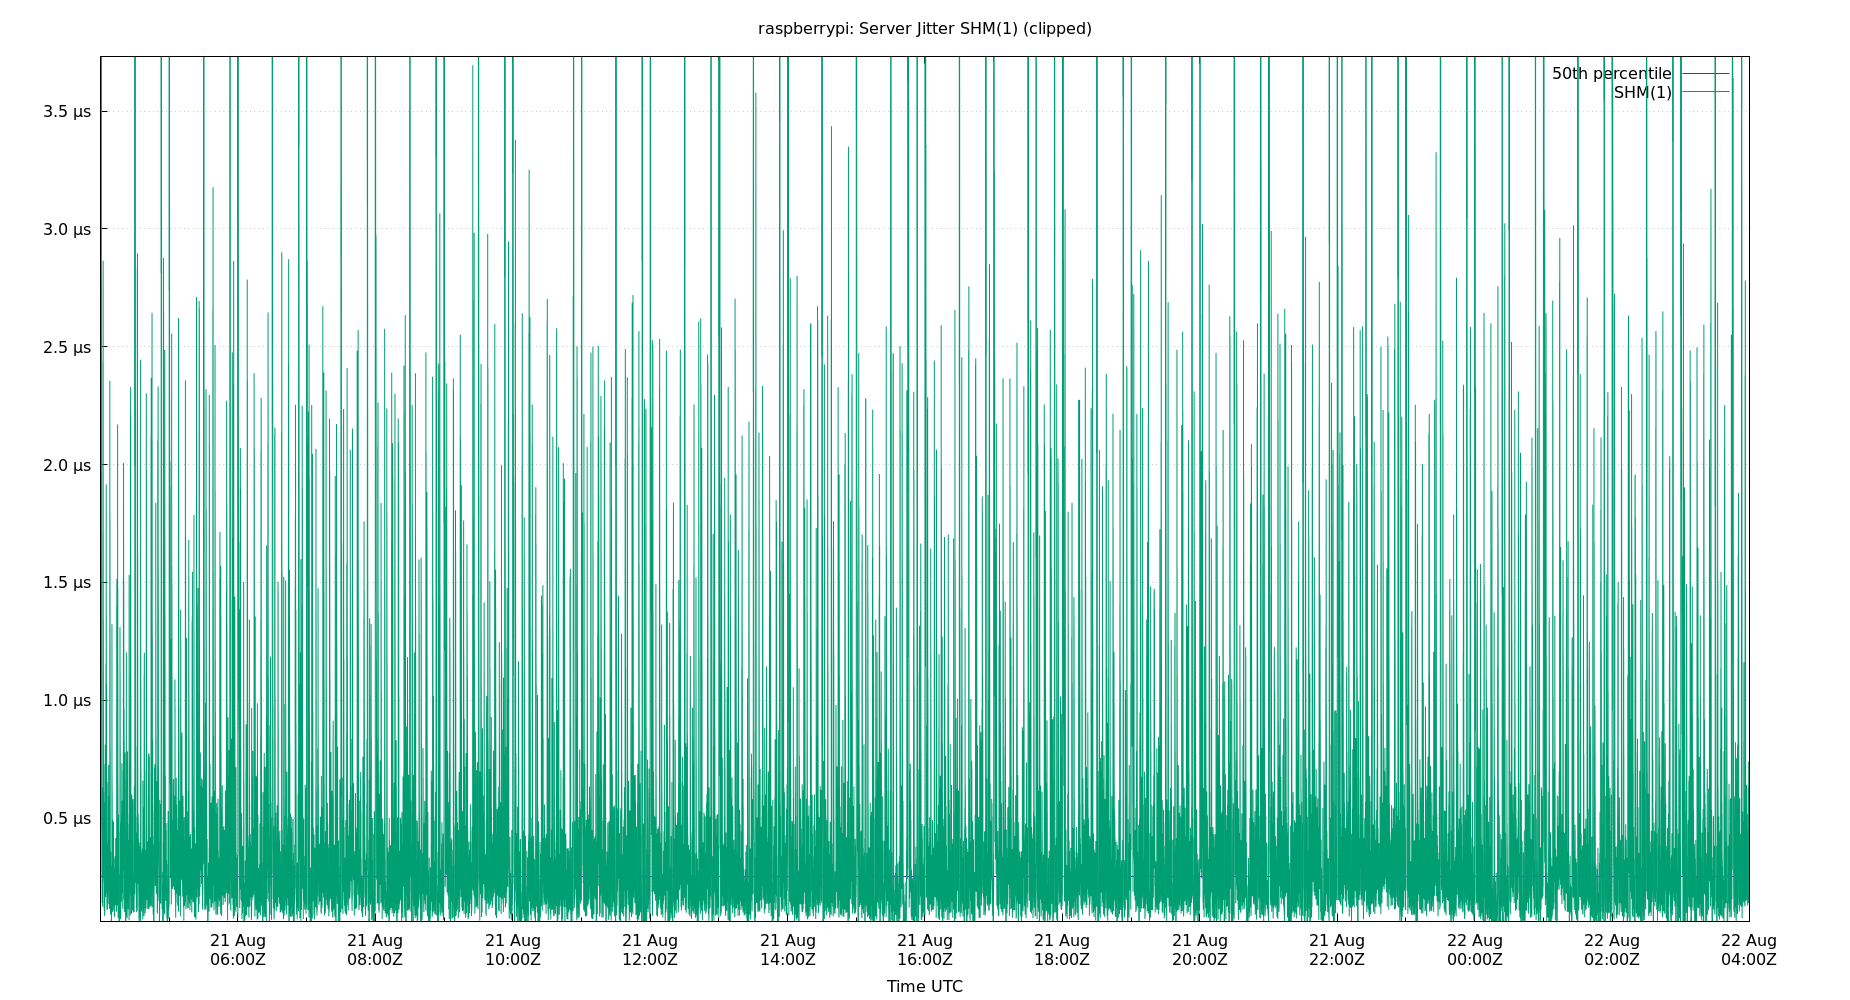 raspberrypi: Server Jitter SHM(1) (clipped)
50th percentile
SHM(1)
3.5 µs
3.0 µs
2.5 µs
2.0 µs
1.5 µs
1.0 µs
0.5 µs
21 Aug 21 Aug 21 Aug 21 Aug 21 Aug 21 Aug 21 Aug 21 Aug 21 Aug 22 Aug 22 Aug 22 Aug
06:00Z 08:00Z 10:00Z 12:00Z 14:00Z 16:00Z 18:00Z 20:00Z 22:00Z 00:00Z 02:00Z 04:00Z
Time UTC